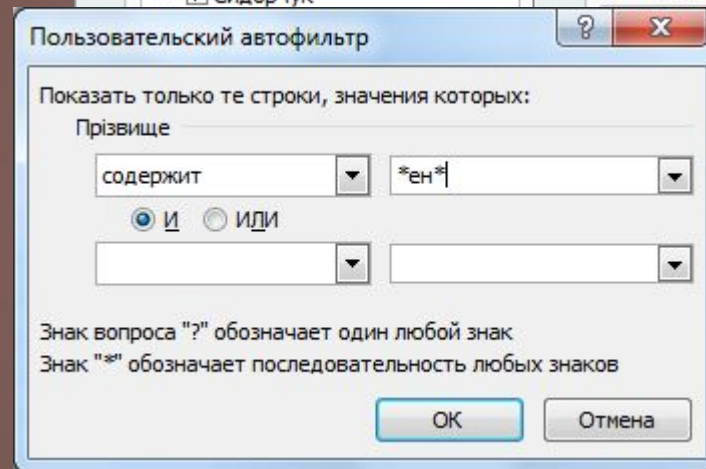 Сидорчук
Пользовательский автофильтр
Показать только те строки, значения которых:
Прізвище
содержит *ен*
И ИЛИ
Знак вопроса "?" обозначает один любой знак
Знак "*" обозначает последовательность любых знаков
ОК Отмена